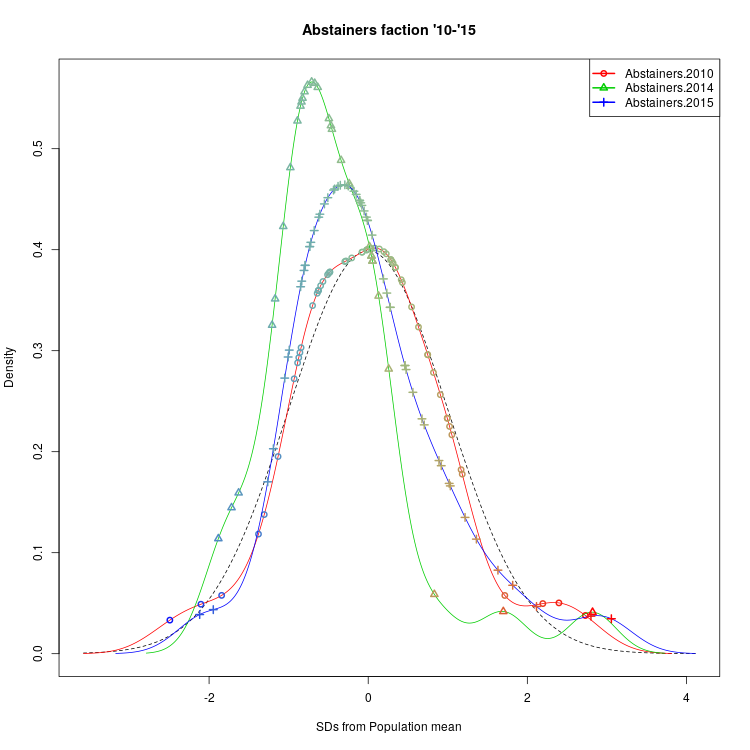 Abstainers faction '10-'15
Abstainers.2010
Abstainers.2014
Abstainers.2015
Density
0.5
0.4
0.3
0.2
0.1
0.0
-2 0 2 4
SDs from Population mean